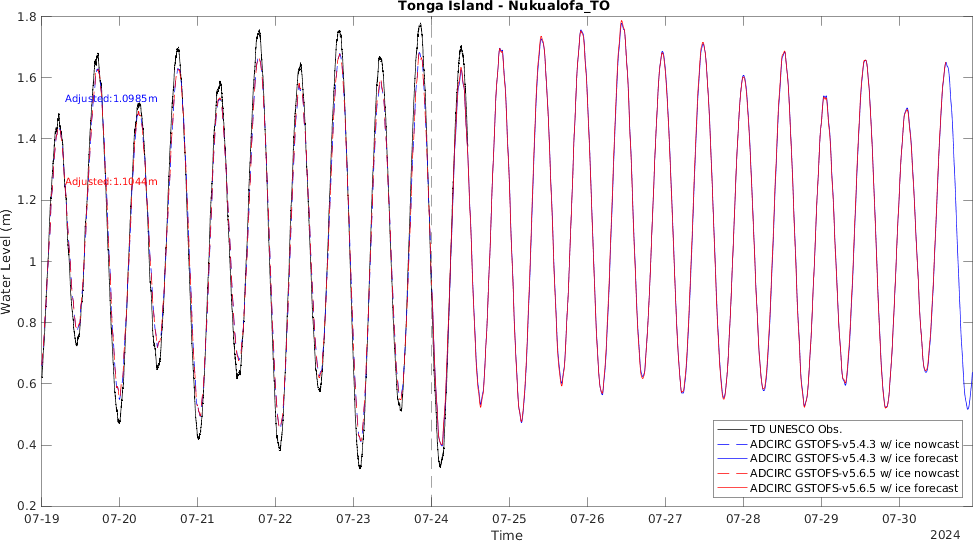 Tonga Island - Nukualofa_TO
1.8
1.6
1.4
1.2
1
0.8
0.6
0.4
0.2
Water Level (m)
Adjusted:1.0985m
Adjusted:1.1044m
TD UNESCO Obs.
ADCIRC GSTOFS-v5.4.3 w/ ice nowcast
ADCIRC GSTOFS-v5.4.3 w/ ice forecast
ADCIRC GSTOFS-v5.6.5 w/ ice nowcast
ADCIRC GSTOFS-v5.6.5 w/ ice forecast
07-19 07-20 07-21 07-22 07-23 07-24 07-25 07-26 07-27 07-28 07-29 07-30
Time
2024